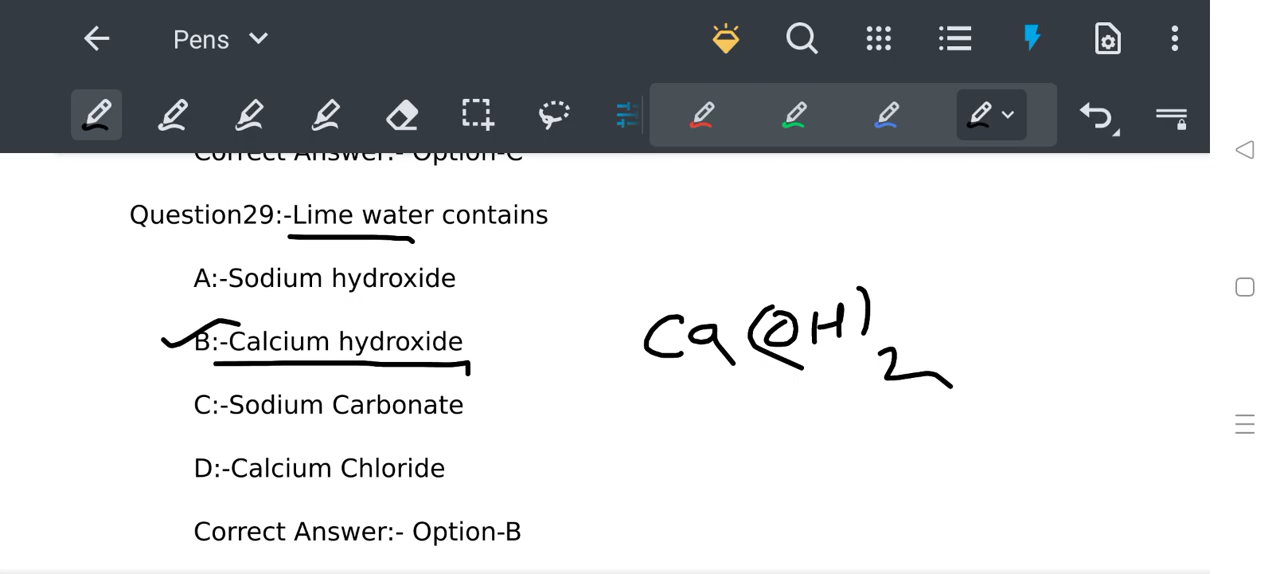 Pens
Correct Answer:- Option-C
Question29:-Lime water contains
A:-Sodium hydroxide
B:-Calcium hydroxide
Ca(OH)2
C:-Sodium Carbonate
D:-Calcium Chloride
Correct Answer:- Option-B